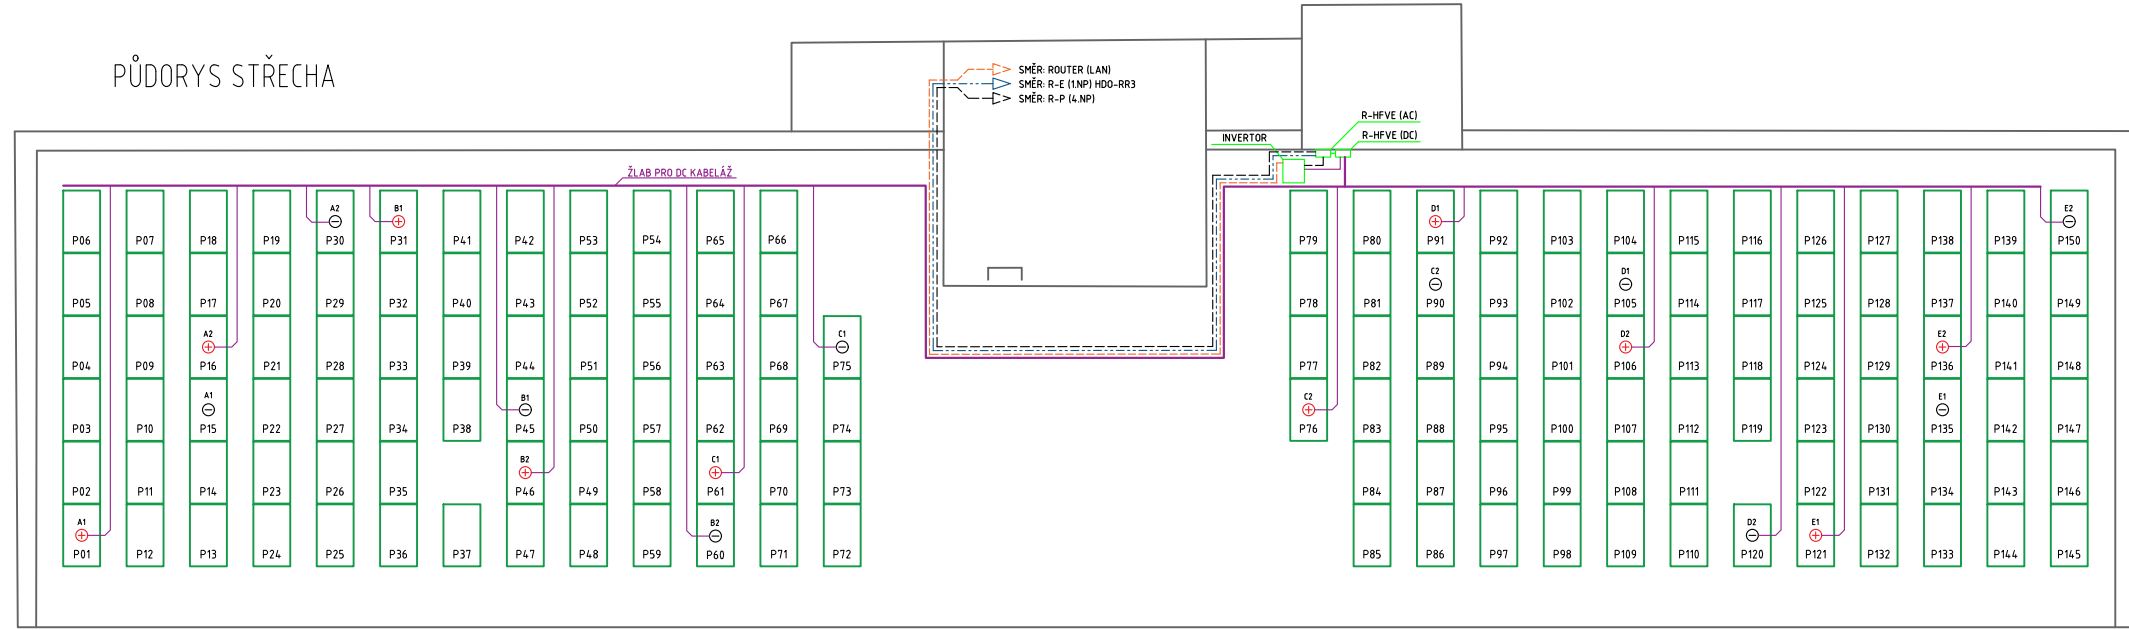 PŮDORYS STŘECHA
SMĚR: ROUTER (LAN)
SMĚR: R-E (1.NP) HDO-RR3
SMĚR: R-P (4.NP)
R-HFVE (AC)
INVERTOR
R-HFVE (DC)
ŽLAB PRO DC KABELÁŽ
A2 B1 D1 E2
P06 P07 P18 P19 P30 P31 P41 P42 P53 P54 P65 P66 P79 P80 P91 P92 P103 P104 P115 P116 P126 P127 P138 P139 P150
C2 D1
P05 P08 P17 P20 P29 P32 P40 P43 P52 P55 P64 P67 P78 P81 P90 P93 P102 P105 P114 P117 P125 P128 P137 P140 P149
A2 C1 D2 E2
P04 P09 P16 P21 P28 P33 P39 P44 P51 P56 P63 P68 P75 P77 P82 P89 P94 P101 P106 P113 P118 P124 P129 P136 P141 P148
A1 B1 C2 E1
P03 P10 P15 P22 P27 P34 P38 P45 P50 P57 P62 P69 P74 P76 P83 P88 P95 P100 P107 P112 P119 P123 P130 P135 P142 P147
B2 C1
P02 P11 P14 P23 P26 P35 P46 P49 P58 P61 P70 P73 P84 P87 P96 P99 P108 P111 P122 P131 P134 P143 P146
A1 B2 D2 E1
P01 P12 P13 P24 P25 P36 P37 P47 P48 P59 P60 P71 P72 P85 P86 P97 P98 P109 P110 P120 P121 P132 P133 P144 P145